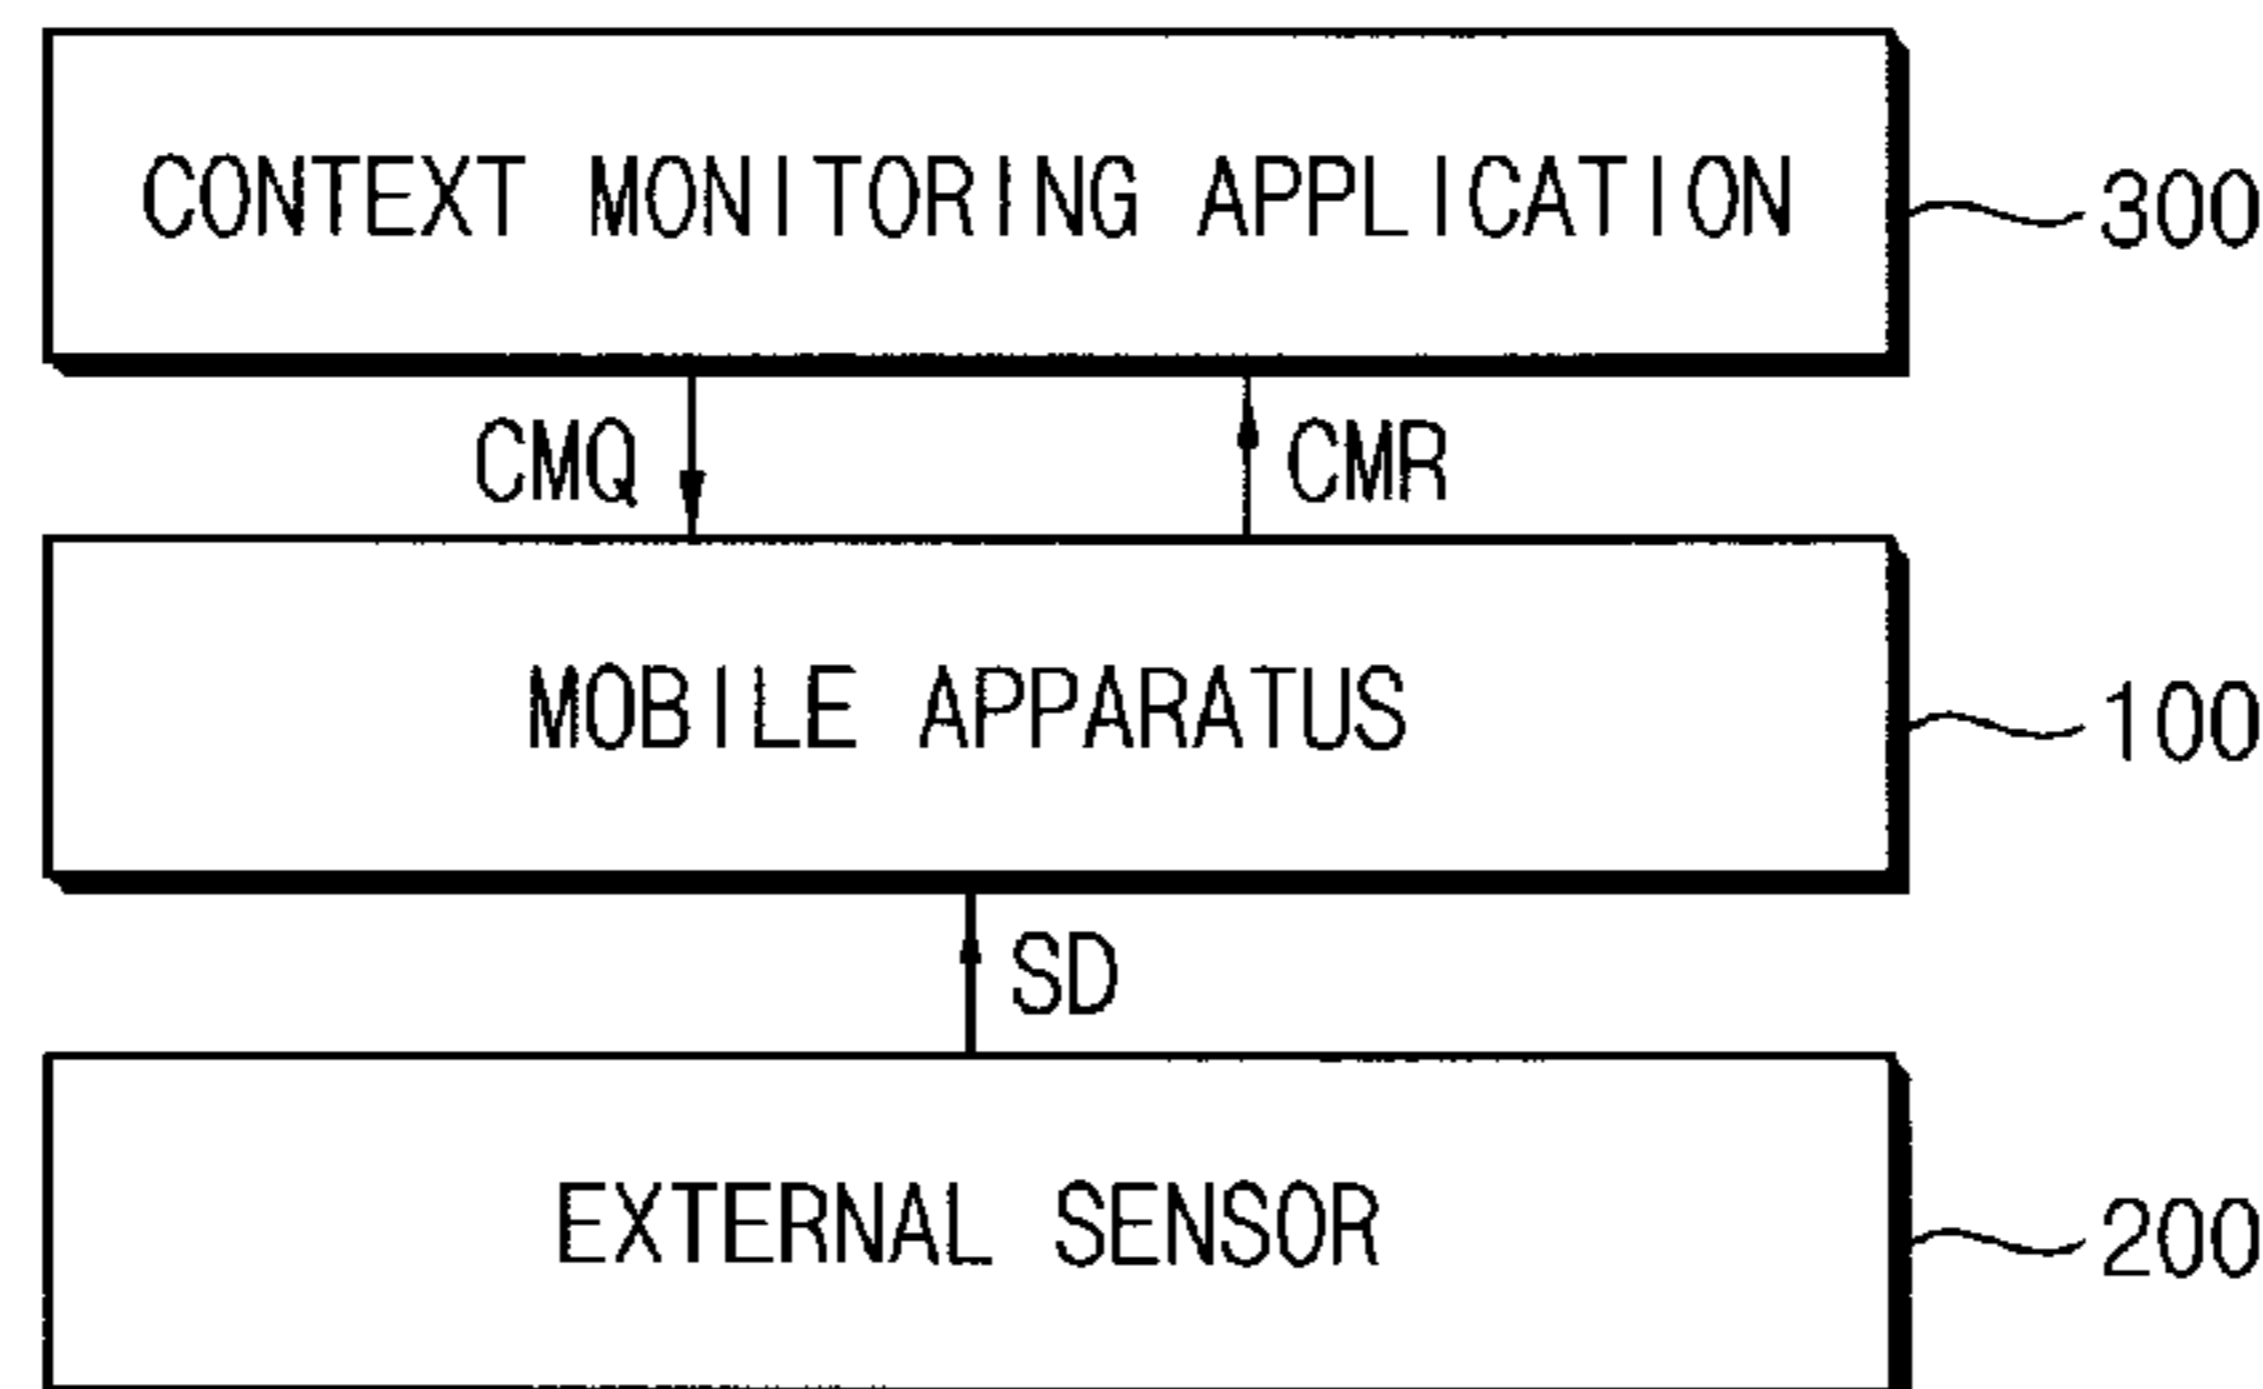 CONTEXT MONITORING APPLICATION 300
CMQ CMR
MOBILE APPARATUS 100
SD
EXTERNAL SENSOR 200